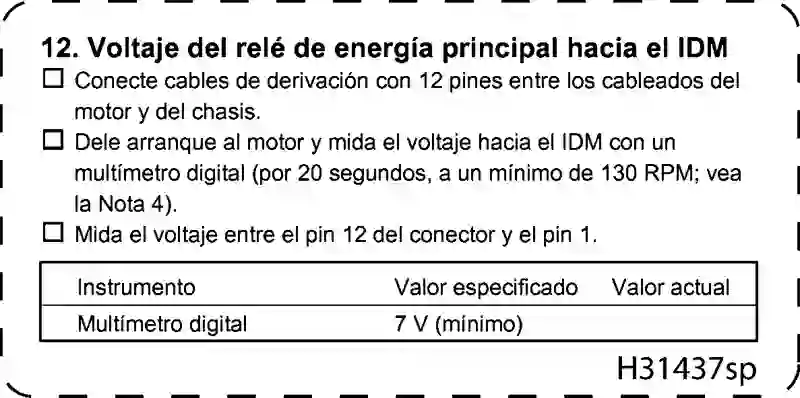 12. Voltaje del relé de energía principal hacia el IDM
☐ Conecte cables de derivación con 12 pines entre los cableados del
motor y del chasis.
☐ Dele arranque al motor y mida el voltaje hacia el IDM con un
multímetro digital (por 20 segundos, a un mínimo de 130 RPM; vea
la Nota 4).
☐ Mida el voltaje entre el pin 12 del conector y el pin 1.
Instrumento Valor especificado Valor actual
Multímetro digital 7 V (mínimo)
H31437sp